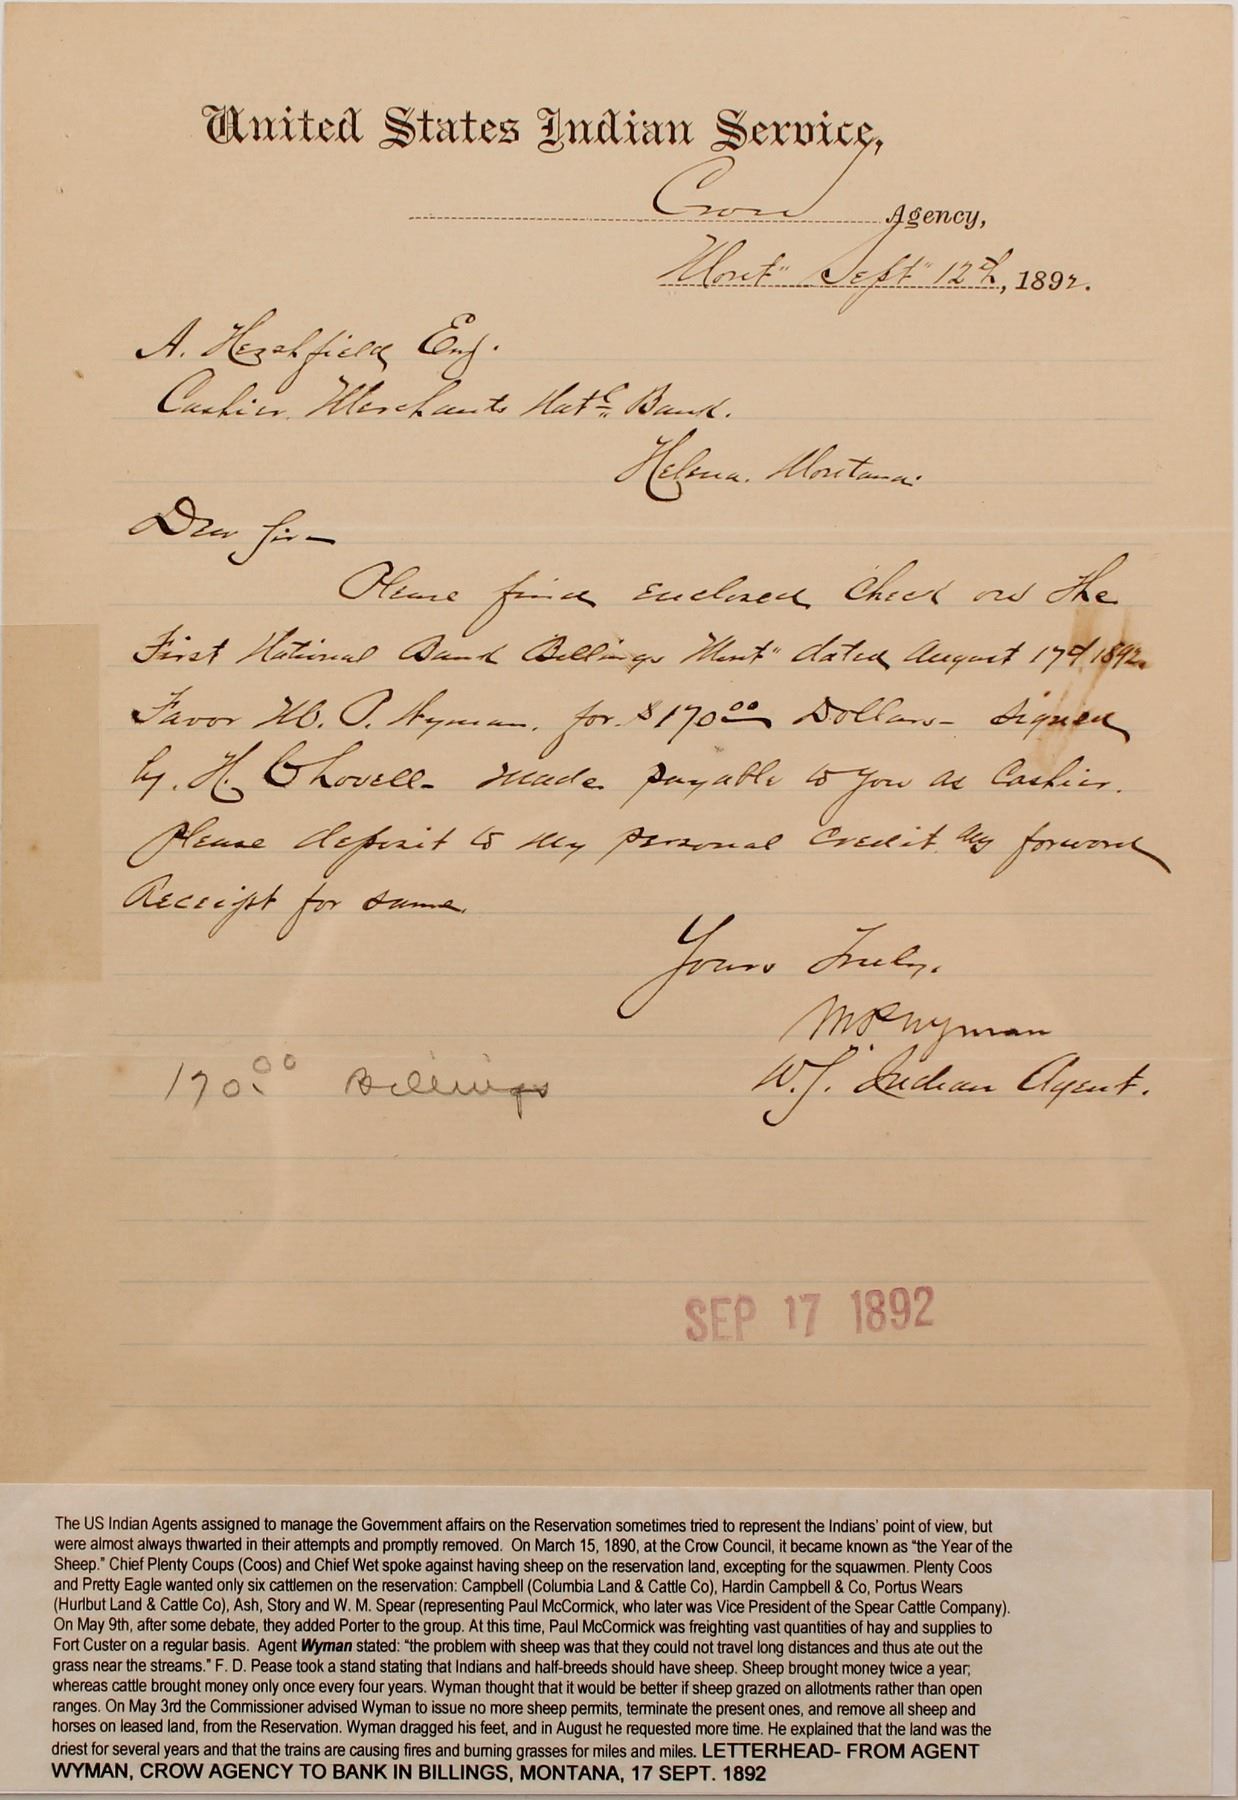 United States Indian Service,
Crow Agency,
Mont" Sept" 12th, 1892.
A. Hershfield Esq.
Cashier Merchants Natl Bank.
Helena. Montana.
Dear Sir-
Please find enclosed Check on the
First National Bank Billings Mont" dated August 17th 1892
Favor M. P. Wyman. for $170 00 Dollars- signed
by. H. C Lovell- made payable to you as Cashier.
Please deposit to my personal credit forward
Receipt for same.
Yours Truly.
M P Wyman
U.S. Indian Agent.
170.00 Billings
SEP 17 1892
The US Indian Agents assigned to manage the Government affairs on the Reservation sometimes tried to represent the Indians' point of view, but
were almost always thwarted in their attempts and promptly removed. On March 15, 1890, at the Crow Council, it became known as "the Year of the
Sheep." Chief Plenty Coups (Coos) and Chief Wet spoke against having sheep on the reservation land, excepting for the squawmen. Plenty Coos
and Pretty Eagle wanted only six cattlemen on the reservation: Campbell (Columbia Land & Cattle Co), Hardin Campbell & Co, Portus Wears
(Hurlbut Land & Cattle Co), Ash, Story and W. M. Spear (representing Paul McCormick, who later was Vice President of the Spear Cattle Company).
On May 9th, after some debate, they added Porter to the group. At this time, Paul McCormick was freighting vast quantities of hay and supplies to
Fort Custer on a regular basis. Agent Wyman stated: "the problem with sheep was that they could not travel long distances and thus ate out the
grass near the streams." F. D. Pease took a stand stating that Indians and half-breeds should have sheep. Sheep brought money twice a year;
whereas cattle brought money only once every four years. Wyman thought that it would be better if sheep grazed on allotments rather than open
ranges. On May 3rd the Commissioner advised Wyman to issue no more sheep permits, terminate the present ones, and remove all sheep and
horses on leased land, from the Reservation. Wyman dragged his feet, and in August he requested more time. He explained that the land was the
driest for several years and that the trains are causing fires and burning grasses for miles and miles. LETTERHEAD- FROM AGENT
WYMAN, CROW AGENCY TO BANK IN BILLINGS, MONTANA, 17 SEPT. 1892